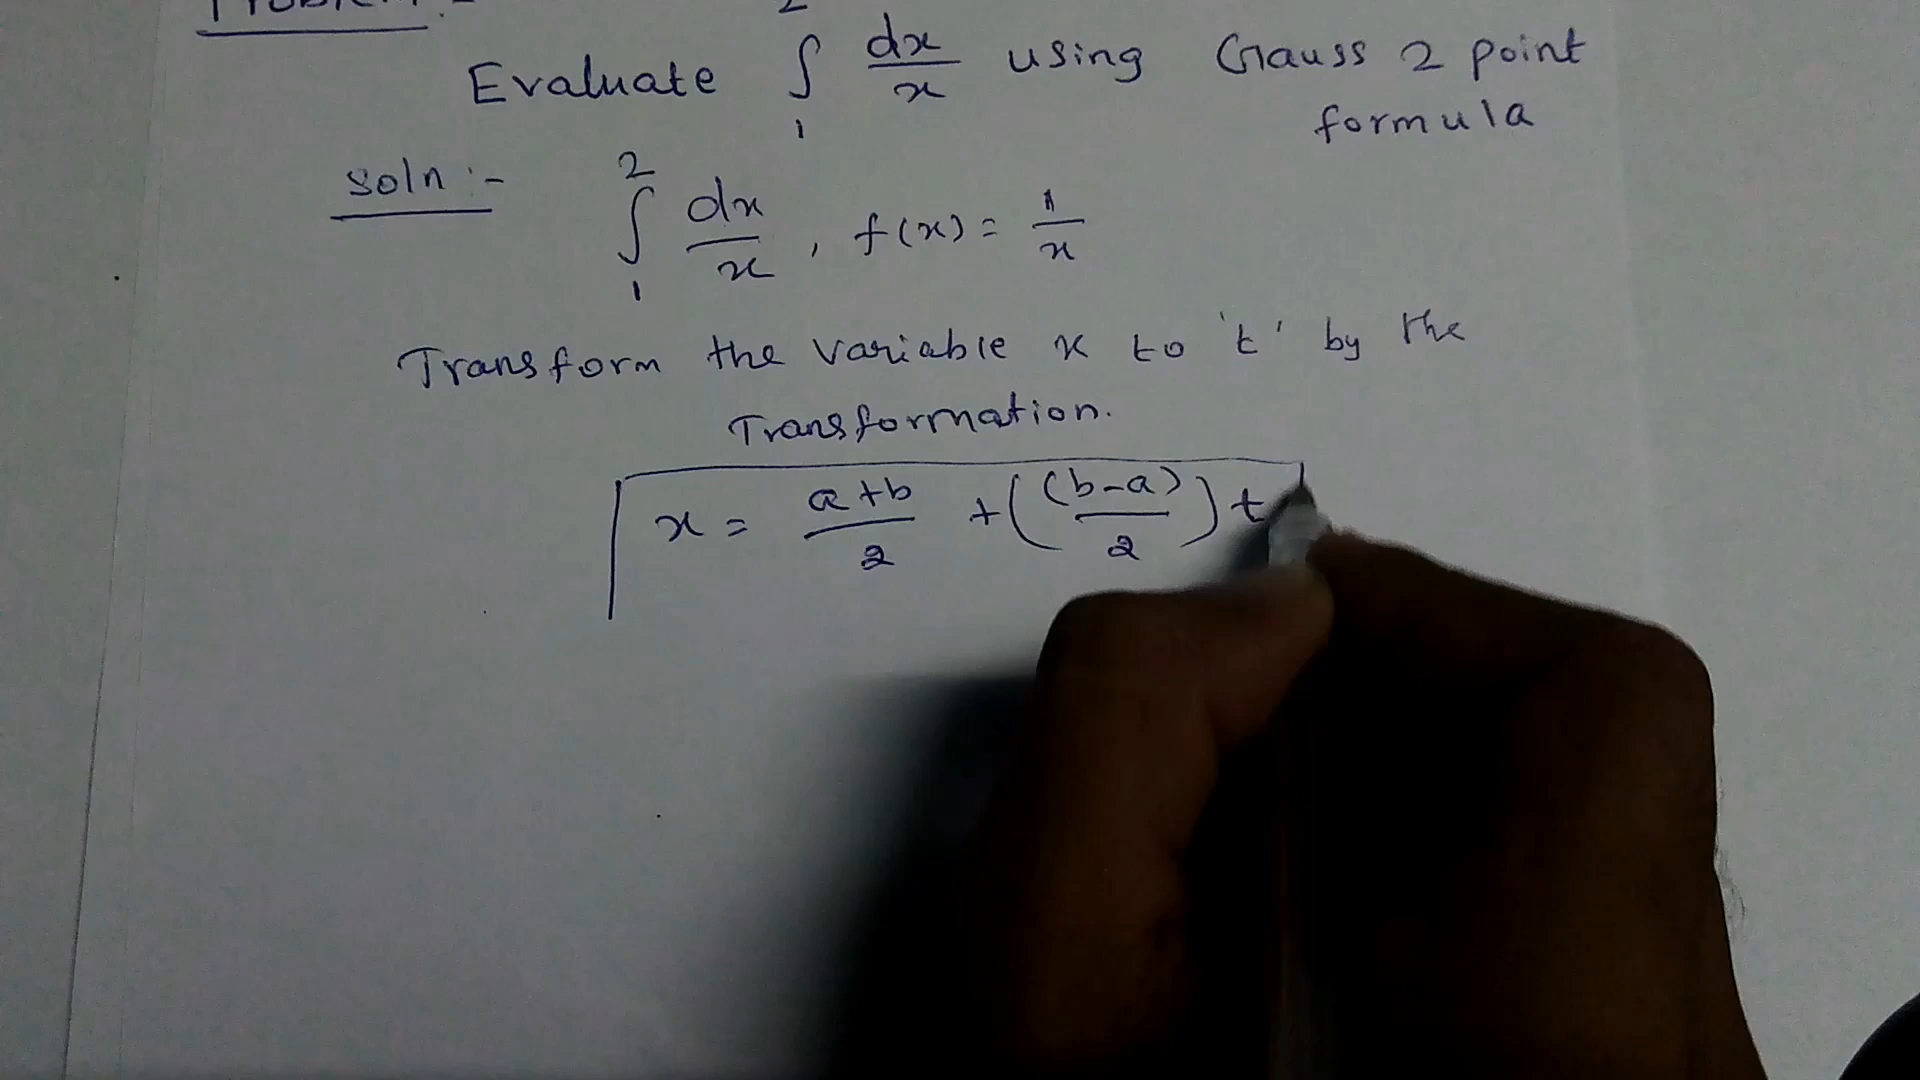 Problem :-
Evaluate ∫₁² dx/x using Gauss 2 point
formula
Soln :- ∫₁² dx/x , f(x) = 1/x
Transform the variable x to 't' by the
Transformation.
x = a+b/2 + ((b-a)/2) t